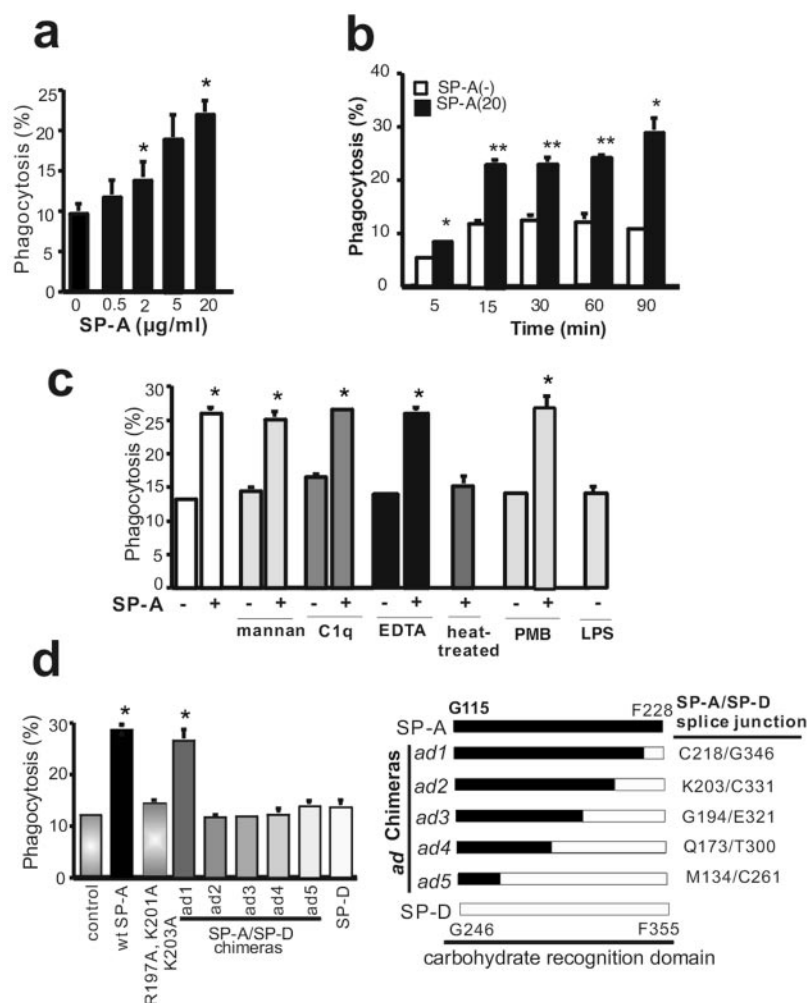 a
Phagocytosis (%)
25
20
15
10
5
0
0 0.5 2 5 20
SP-A (µg/ml)
*
*
b
Phagocytosis (%)
40
30
20
10
0
SP-A(-)
SP-A(20)
* ** ** ** *
5 15 30 60 90
Time (min)
c
Phagocytosis (%)
30
25
20
15
10
5
0
* * * * *
SP-A - + - + - + - + + - + -
mannan C1q EDTA heat-treated PMB LPS
d
Phagocytosis (%)
30
20
10
0
* *
control
wt SP-A
R197A, K201A
K203A
ad1
ad2
ad3
ad4
ad5
SP-D
SP-A/SP-D
chimeras
G115 F228
SP-A/SP-D
splice junction
SP-A
ad Chimeras
ad1 C218/G346
ad2 K203/C331
ad3 G194/E321
ad4 Q173/T300
ad5 M134/C261
SP-D
G246 F355
carbohydrate recognition domain